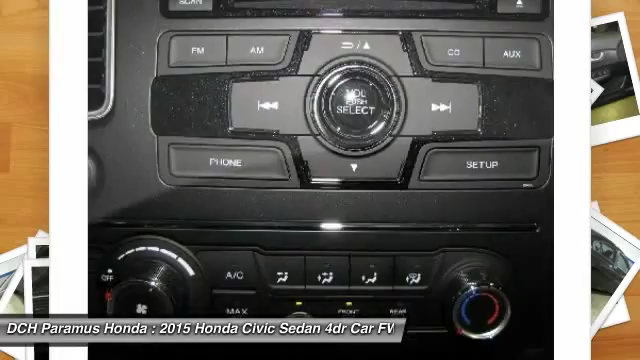 SCAN
FM AM CD AUX
VOL
PUSH
SELECT
PHONE SETUP
OFF A/C
MAX FRONT REAR
DCH Paramus Honda : 2015 Honda Civic Sedan 4dr Car FV